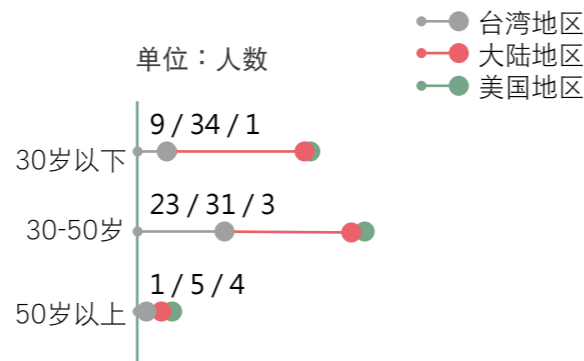 台湾地区
大陆地区
美国地区
单位：人数
9 / 34 / 1
30岁以下
23 / 31 / 3
30-50岁
1 / 5 / 4
50岁以上